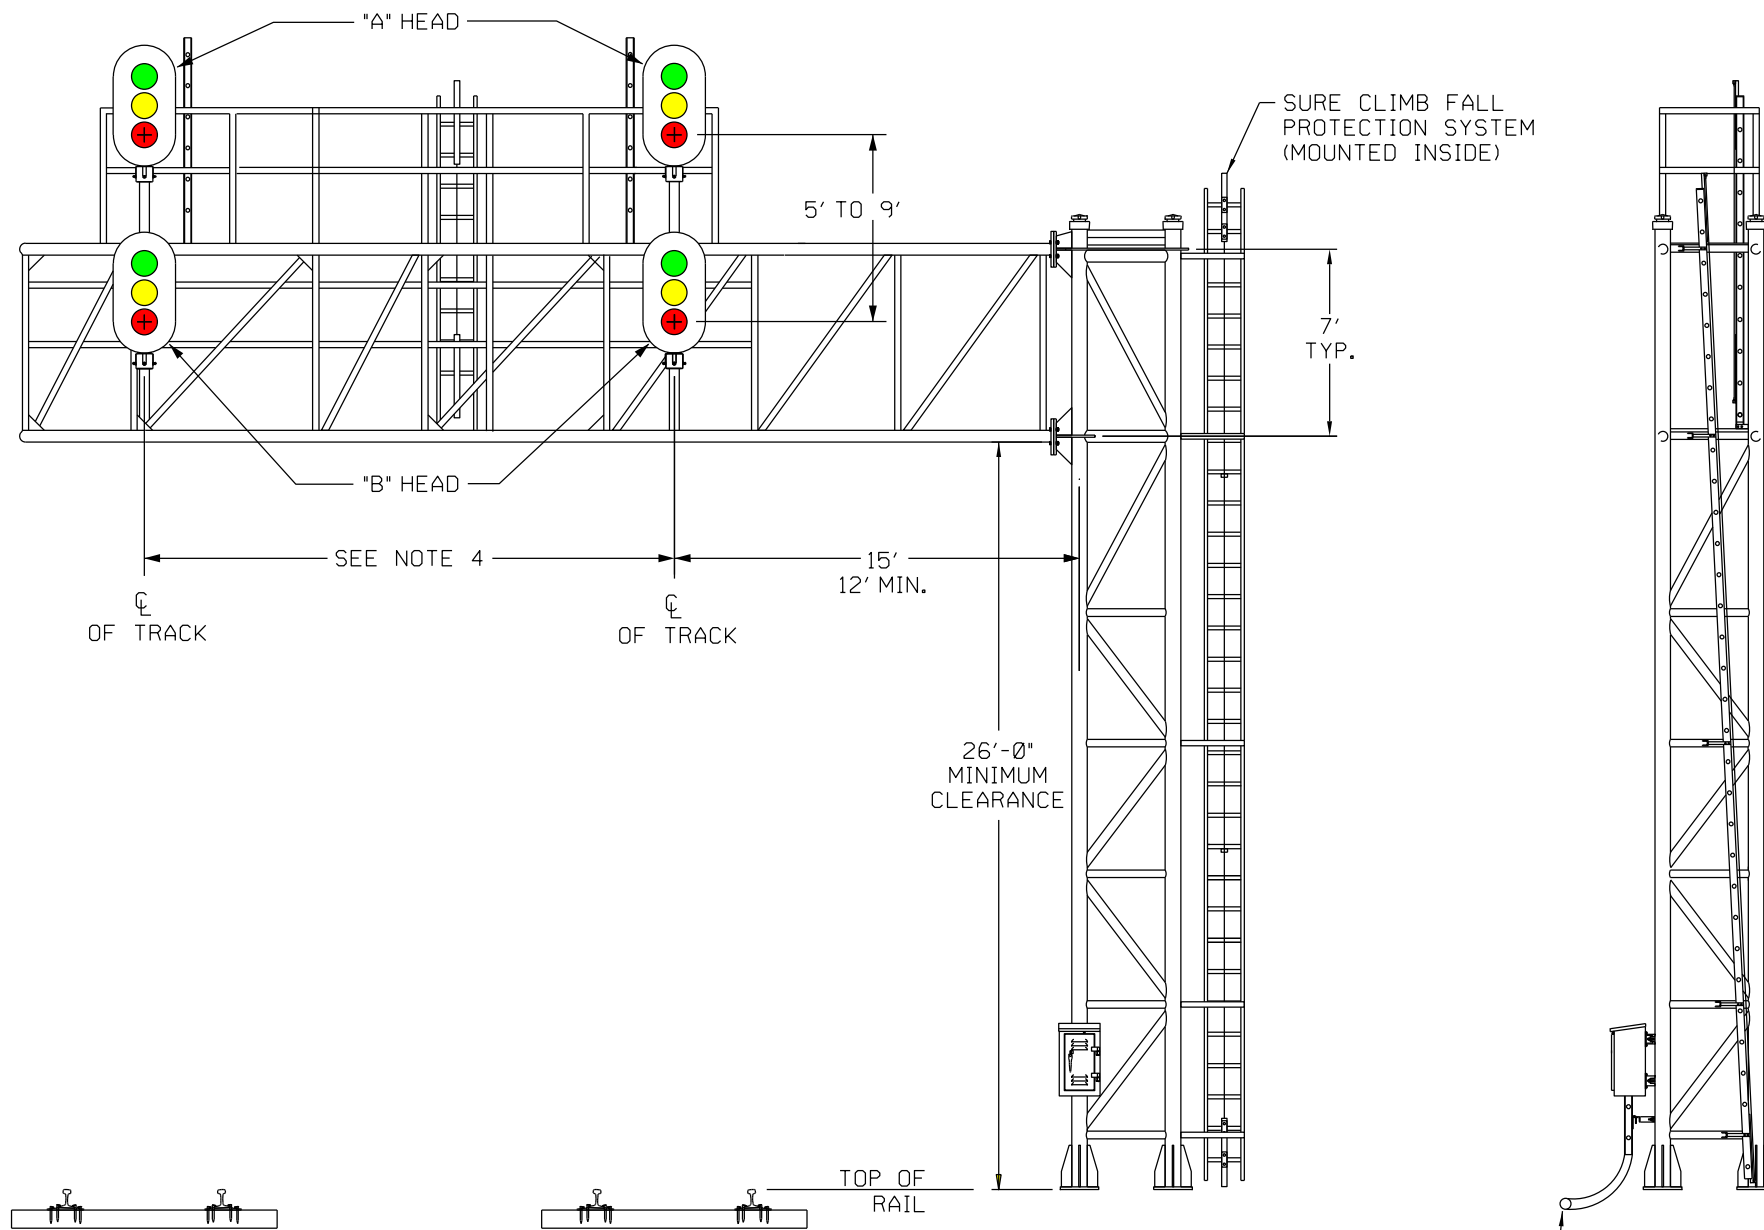 "A" HEAD
SURE CLIMB FALL
PROTECTION SYSTEM
(MOUNTED INSIDE)
5' TO 9'
7'
TYP.
"B" HEAD
SEE NOTE 4
15'
12' MIN.
℄
OF TRACK
℄
OF TRACK
26'-0"
MINIMUM
CLEARANCE
TOP OF
RAIL